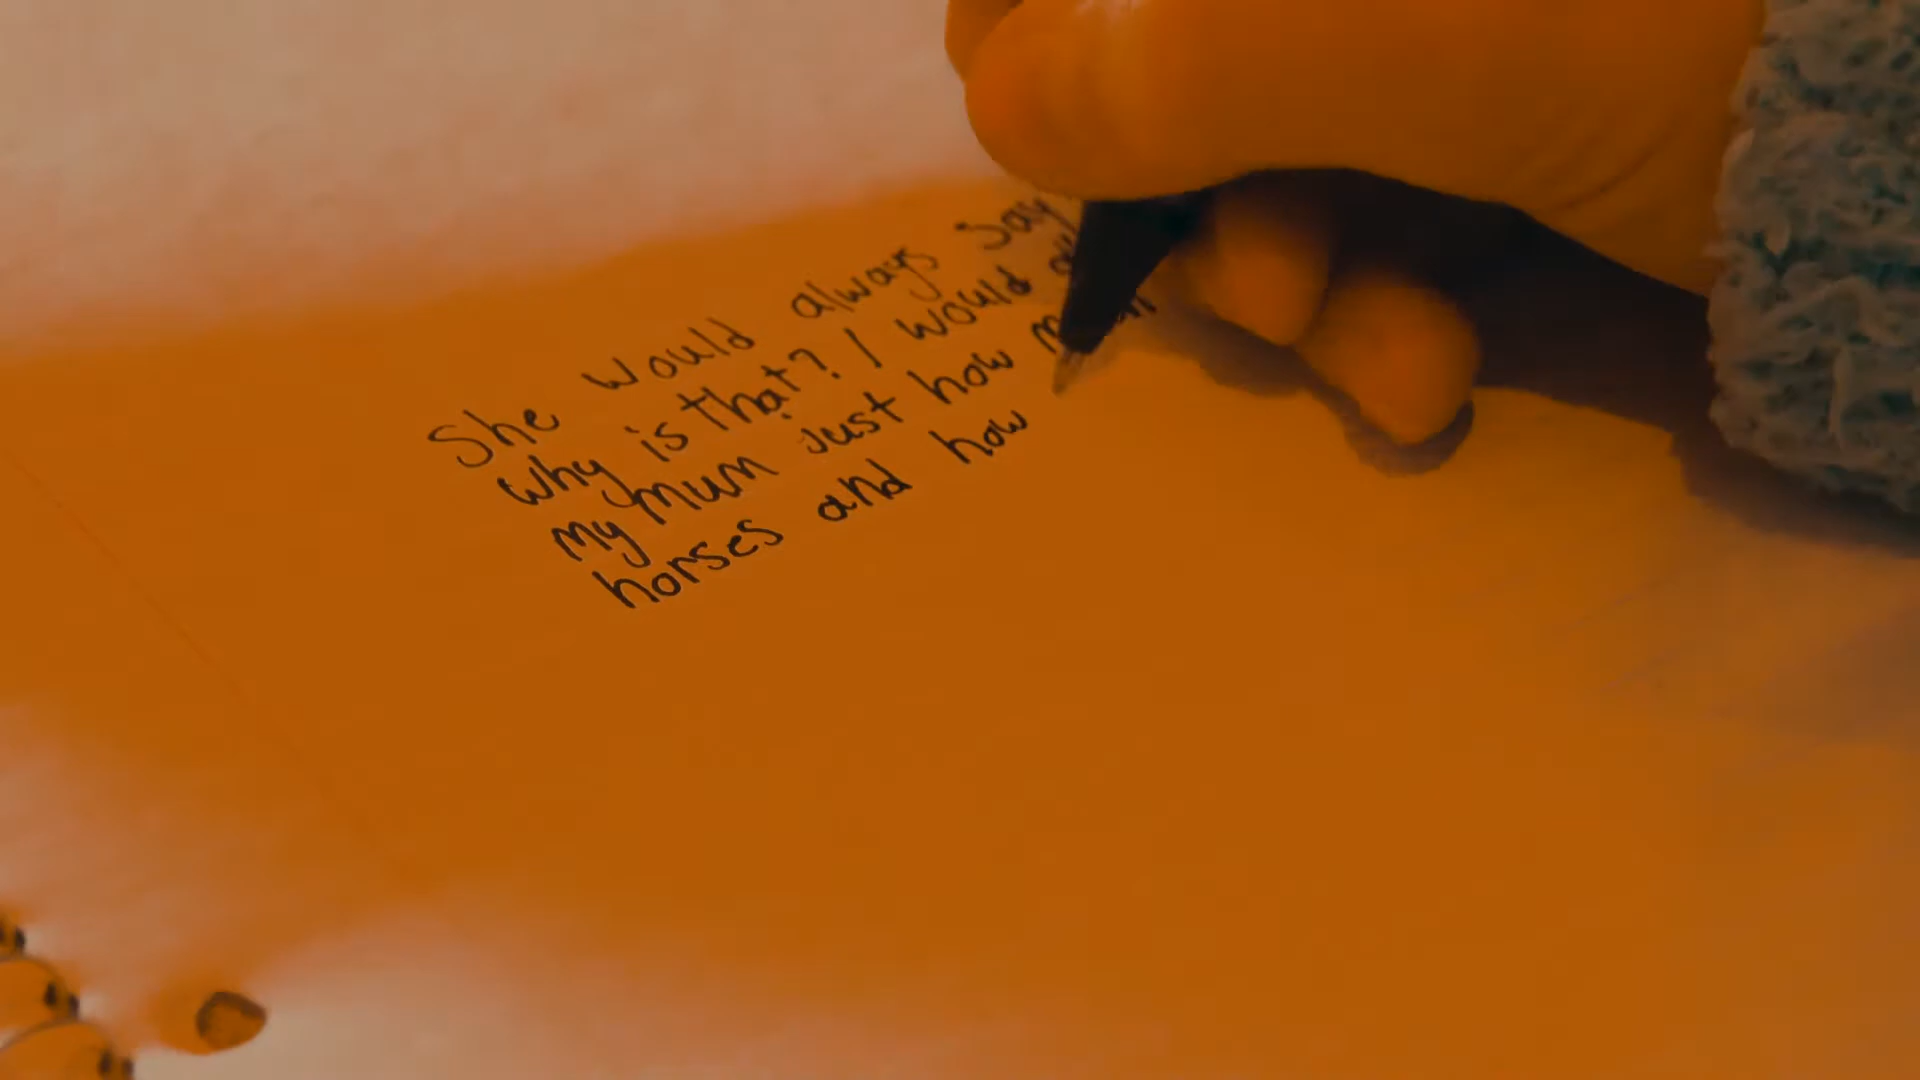 She would always say
why is that? I would
my mum Just how
horses and how